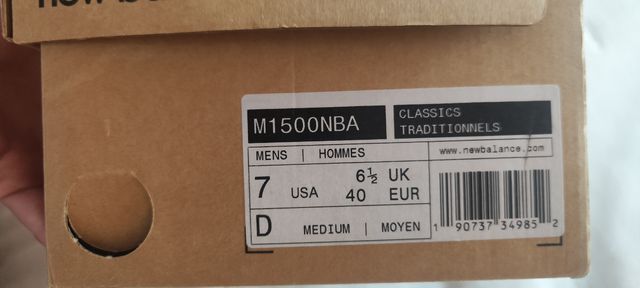 M1500NBA
CLASSICS
TRADITIONNELS
MENS | HOMMES
www.newbalance.com
7 USA
6½ UK
40 EUR
D MEDIUM | MOYEN
1 90737 34985 2